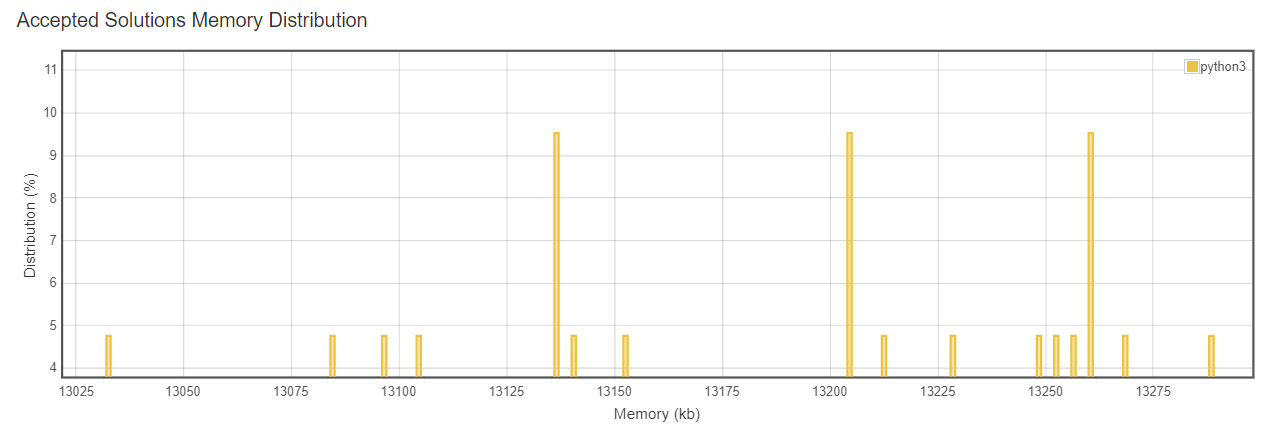 Accepted Solutions Memory Distribution
python3
11
10
9
8
7
6
5
4
Distribution (%)
13025 13050 13075 13100 13125 13150 13175 13200 13225 13250 13275
Memory (kb)